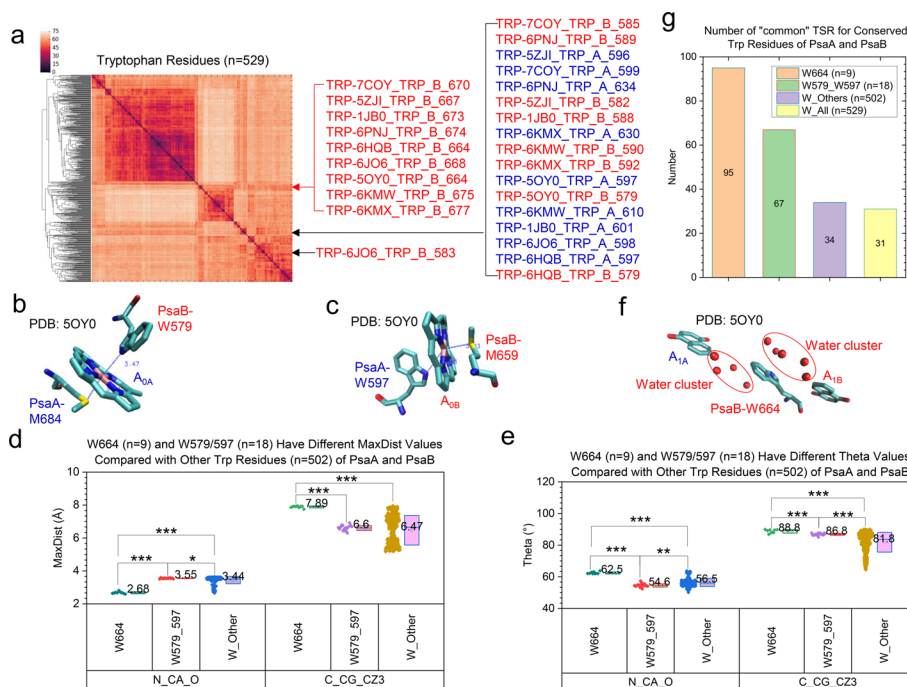 a
75
70
60
50
40
30
20
10
0
Tryptophan Residues (n=529)
TRP-7COY_TRP_B_670
TRP-5ZJI_TRP_B_667
TRP-1JB0_TRP_B_673
TRP-6PNJ_TRP_B_674
TRP-6HQB_TRP_B_664
TRP-6JO6_TRP_B_668
TRP-5OY0_TRP_B_664
TRP-6KMW_TRP_B_675
TRP-6KMX_TRP_B_677
TRP-6JO6_TRP_B_583
TRP-7COY_TRP_B_585
TRP-6PNJ_TRP_B_589
TRP-5ZJI_TRP_A_596
TRP-7COY_TRP_A_599
TRP-6PNJ_TRP_A_634
TRP-5ZJI_TRP_B_582
TRP-1JB0_TRP_B_588
TRP-6KMX_TRP_A_630
TRP-6KMW_TRP_B_590
TRP-6KMX_TRP_B_592
TRP-5OY0_TRP_A_597
TRP-5OY0_TRP_B_579
TRP-6KMW_TRP_A_610
TRP-1JB0_TRP_A_601
TRP-6JO6_TRP_A_598
TRP-6HQB_TRP_A_597
TRP-6HQB_TRP_B_579
g
Number of "common" TSR for Conserved
Trp Residues of PsaA and PsaB
W664 (n=9)
W579_W597 (n=18)
W_Others (n=502)
W_All (n=529)
Number
100
80
60
40
20
0
95
67
34
31
b
PDB: 5OY0
PsaB-
W579
3.47
A0A
PsaA-
M684
c
PDB: 5OY0
PsaB-
M659
PsaA-
W597
A0B
f
PDB: 5OY0
A1A
Water cluster
Water cluster
A1B
PsaB-W664
d
W664 (n=9) and W579/597 (n=18) Have Different MaxDist Values
Compared with Other Trp Residues (n=502) of PsaA and PsaB
MaxDist (Å)
10
8
6
4
2
***
***
*
2.68
3.55
3.44
***
***
7.89
6.6
6.47
W664
W579_597
W_Other
W664
W579_597
W_Other
N_CA_O
C_CG_CZ3
e
W664 (n=9) and W579/597 (n=18) Have Different Theta Values
Compared with Other Trp Residues (n=502) of PsaA and PsaB
Theta (°)
120
100
80
60
40
***
***
**
62.5
54.6
56.5
***
***
***
88.8
86.8
81.8
W664
W579_597
W_Other
W664
W579_597
W_Other
N_CA_O
C_CG_CZ3